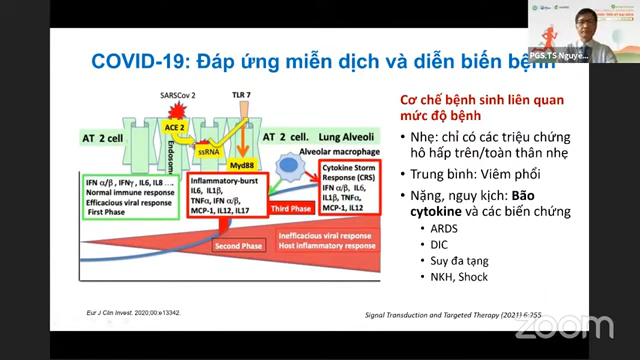 PGS.TS Nguye...
COVID-19: Đáp ứng miễn dịch và diễn biến bệnh
SARSCov 2
TLR 7
ACE 2
AT 2 cell
Endosome
ssRNA
Myd88
AT 2 cell.
Lung Alveoli
Alveolar macrophage
IFN α/β, IFNγ, IL6, IL8 ...
Normal immune response
Efficacious viral response
First Phase
Inflammatory-burst
IL6, IL1β,
TNFα, IFN α/β,
MCP-1, IL12, IL17
Cytokine Storm
Response (CRS)
IFN α/β, IL6,
IL1β, TNFα,
MCP-1, IL12
Third Phase
Second Phase
Inefficacious viral response
Host inflammatory response
Cơ chế bệnh sinh liên quan
mức độ bệnh
• Nhẹ: chỉ có các triệu chứng
hô hấp trên/toàn thân nhẹ
• Trung bình: Viêm phổi
• Nặng, nguy kịch: Bão
cytokine và các biến chứng
• ARDS
• DIC
• Suy đa tạng
• NKH, Shock
Eur J Clin Invest. 2020;00:e13342.
Signal Transduction and Targeted Therapy (2021) 6:255
zoom